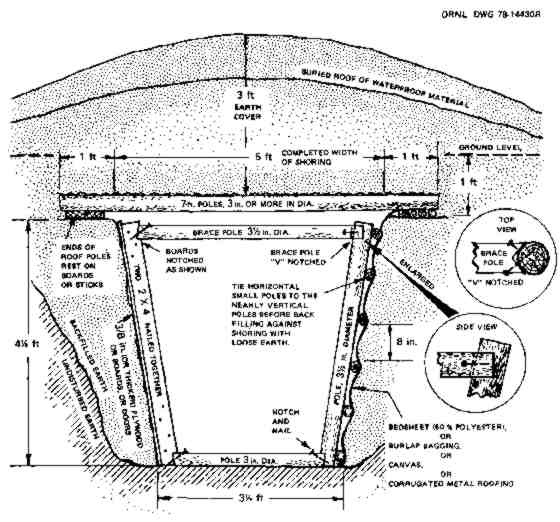 ORNL DWG 78-14430R
BURIED ROOF OF WATERPROOF MATERIAL
3 ft
EARTH
COVER
GROUND LEVEL
1 ft
5 ft
COMPLETED WIDTH
OF SHORING
1 ft
1 ft
7-ft. POLES, 3 in. OR MORE IN DIA.
TOP
VIEW
BRACE
POLE
"V" NOTCHED
BRACE POLE 3½ in. DIA.
ENDS OF
ROOF POLES
REST ON
BOARDS
OR STICKS
BOARDS
NOTCHED
AS SHOWN
BRACE POLE
"V" NOTCHED
ENLARGED
TIE HORIZONTAL
SMALL POLES TO THE
NEARLY VERTICAL
POLES BEFORE BACK
FILLING AGAINST
SHORING WITH
LOOSE EARTH.
TWO 2 X 4 NAILED TOGETHER
3/8 in. OR THICKER PLYWOOD
OR BOARDS OR DOORS
BACKFILLED EARTH
UNDISTURBED EARTH
4½ ft
POLE, 3½ in. DIAMETER
8 in.
SIDE VIEW
NOTCH
AND
NAIL
BEDSHEET (50% POLYESTER),
OR
BURLAP BAGGING,
OR
CANVAS,
OR
CORRUGATED METAL ROOFING
POLE 3 in. DIA.
3¼ ft